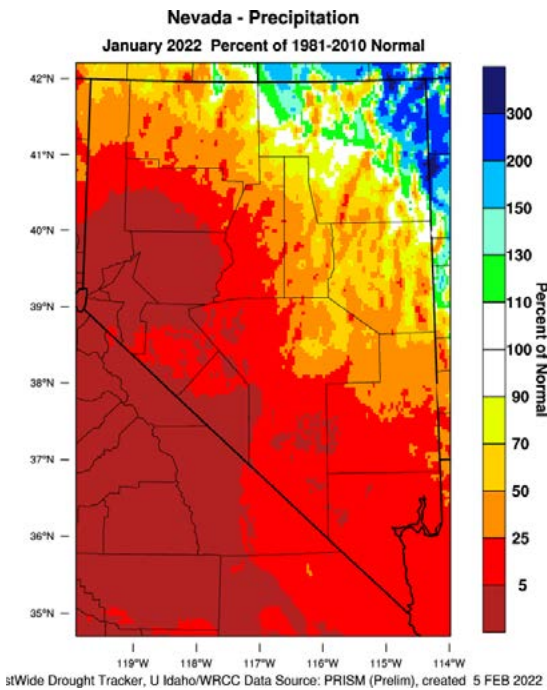 Nevada - Precipitation
January 2022 Percent of 1981-2010 Normal
42°N
41°N
40°N
39°N
38°N
37°N
36°N
35°N
119°W 118°W 117°W 116°W 115°W 114°W
300
200
150
130
110
100
90
70
50
25
5
Percent of Normal
stWide Drought Tracker, U Idaho/WRCC Data Source: PRISM (Prelim), created 5 FEB 2022